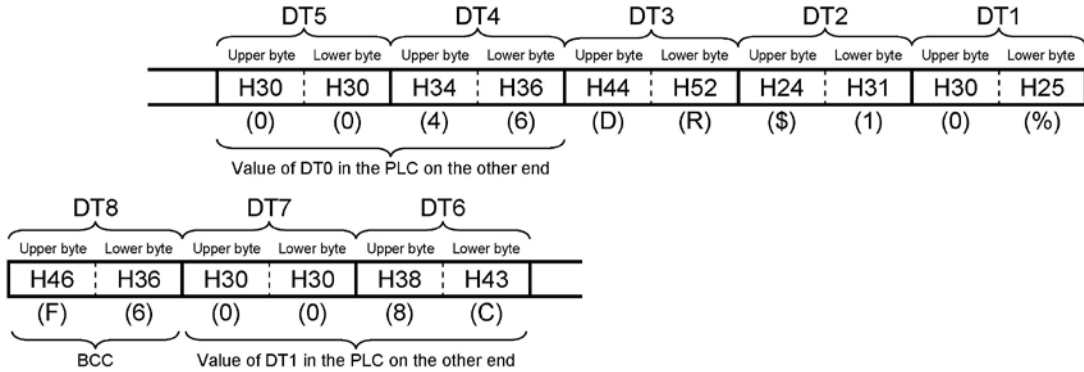 DT5 DT4 DT3 DT2 DT1
Upper byte Lower byte Upper byte Lower byte Upper byte Lower byte Upper byte Lower byte Upper byte Lower byte
H30 H30 H34 H36 H44 H52 H24 H31 H30 H25
(0) (0) (4) (6) (D) (R) ($) (1) (0) (%)
Value of DT0 in the PLC on the other end
DT8 DT7 DT6
Upper byte Lower byte Upper byte Lower byte Upper byte Lower byte
H46 H36 H30 H30 H38 H43
(F) (6) (0) (0) (8) (C)
BCC Value of DT1 in the PLC on the other end